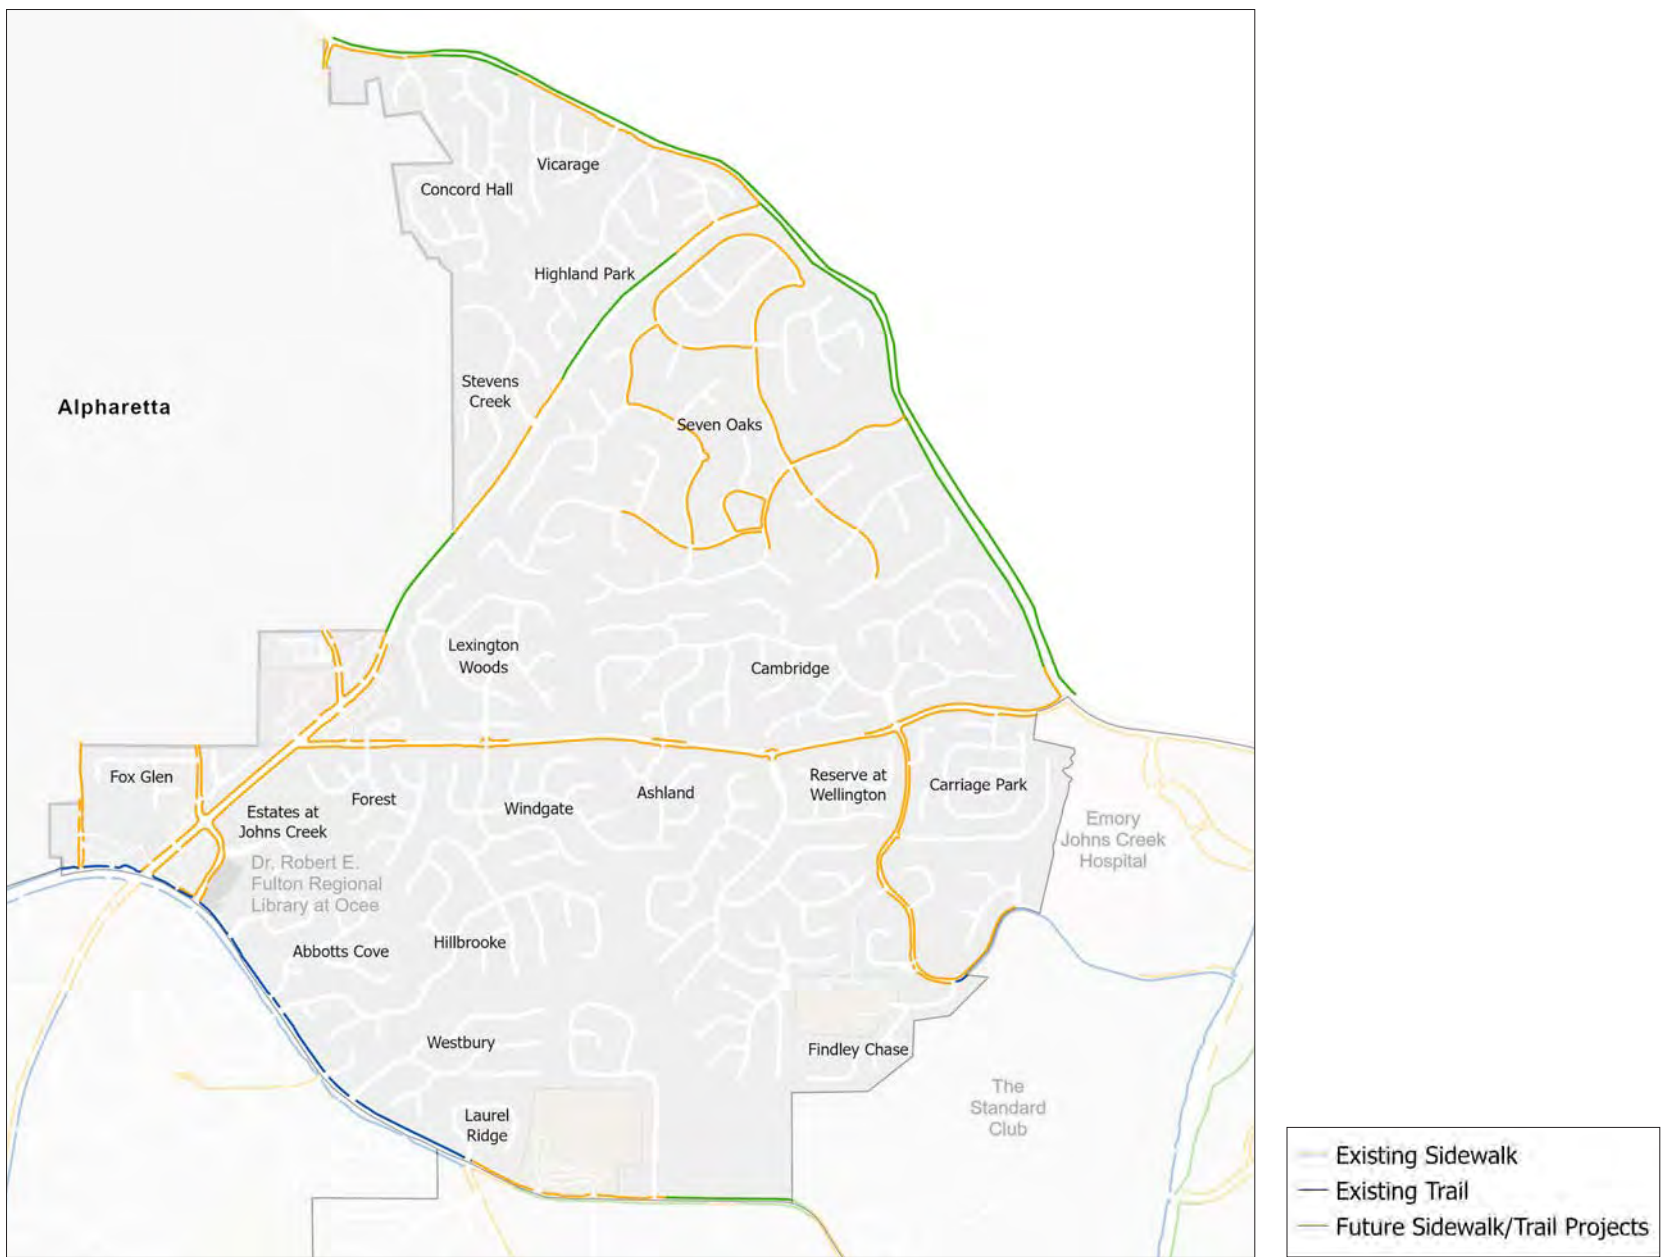 Vicarage
Concord Hall
Highland Park
Stevens
Creek
Alpharetta
Seven Oaks
Lexington
Woods
Cambridge
Fox Glen
Estates at
Johns Creek
Forest
Windgate
Ashland
Reserve at
Wellington
Carriage Park
Emory
Johns Creek
Hospital
Dr. Robert E.
Fulton Regional
Library at Ocee
Abbotts Cove
Hillbrooke
Westbury
Findley Chase
The
Standard
Club
Laurel
Ridge
Existing Sidewalk
Existing Trail
Future Sidewalk/Trail Projects